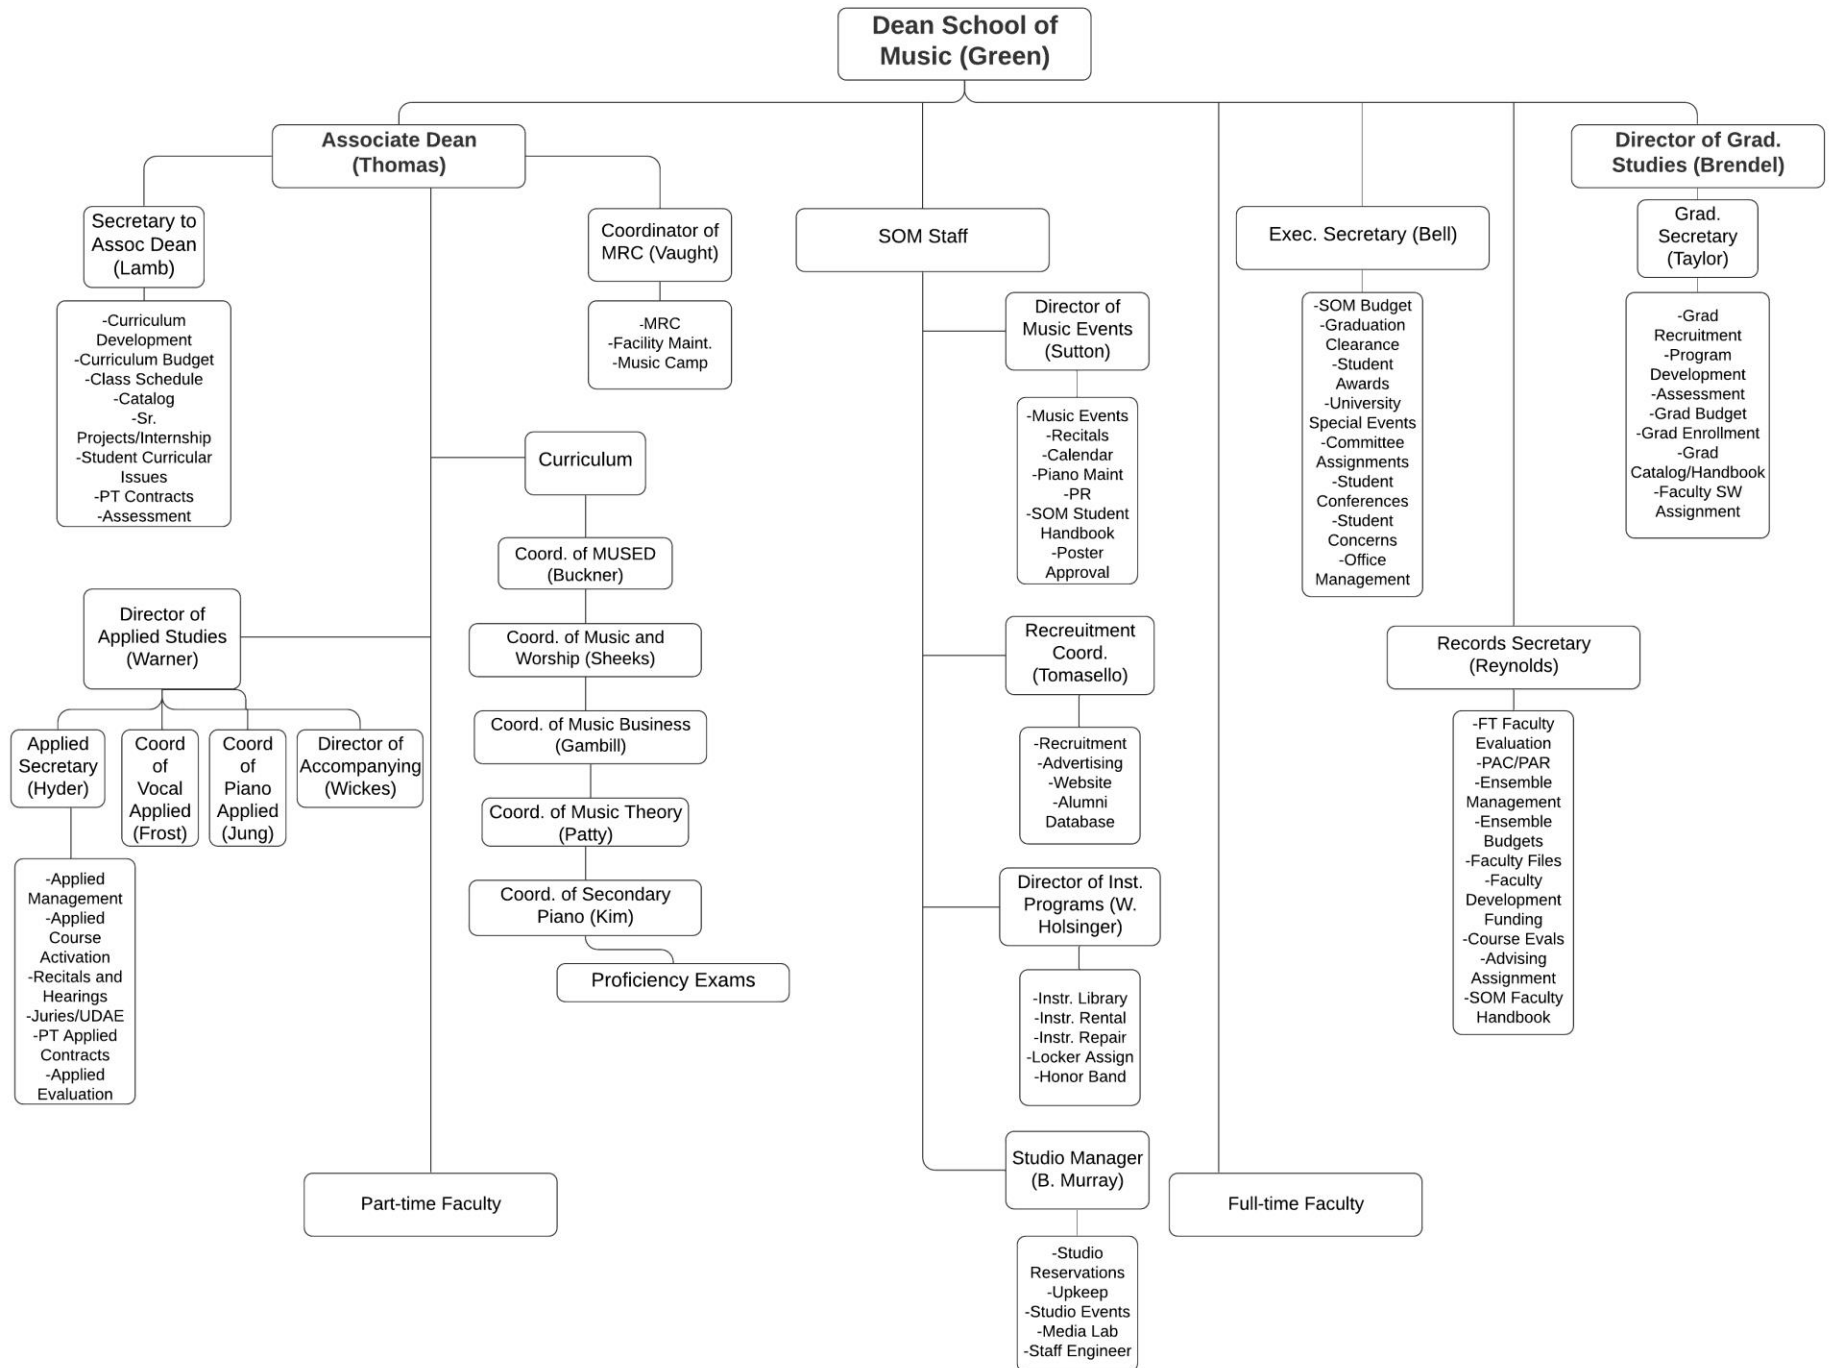 Dean School of
Music (Green)
Associate Dean
(Thomas)
Director of Grad.
Studies (Brendel)
Secretary to
Assoc Dean
(Lamb)
-Curriculum
Development
-Curriculum Budget
-Class Schedule
-Catalog
-Sr.
Projects/Internship
-Student Curricular
Issues
-PT Contracts
-Assessment
Coordinator of
MRC (Vaught)
-MRC
-Facility Maint.
-Music Camp
Curriculum
Coord. of MUSED
(Buckner)
Coord. of Music and
Worship (Sheeks)
Coord. of Music Business
(Gambill)
Coord. of Music Theory
(Patty)
Coord. of Secondary
Piano (Kim)
Proficiency Exams
Director of
Applied Studies
(Warner)
Applied
Secretary
(Hyder)
Coord
of
Vocal
Applied
(Frost)
Coord
of
Piano
Applied
(Jung)
Director of
Accompanying
(Wickes)
-Applied
Management
-Applied
Course
Activation
-Recitals and
Hearings
-Juries/UDAE
-PT Applied
Contracts
-Applied
Evaluation
Part-time Faculty
SOM Staff
Director of
Music Events
(Sutton)
-Music Events
-Recitals
-Calendar
-Piano Maint
-PR
-SOM Student
Handbook
-Poster
Approval
Recreuitment
Coord.
(Tomasello)
-Recruitment
-Advertising
-Website
-Alumni
Database
Director of Inst.
Programs (W.
Holsinger)
-Instr. Library
-Instr. Rental
-Instr. Repair
-Locker Assign
-Honor Band
Studio Manager
(B. Murray)
-Studio
Reservations
-Upkeep
-Studio Events
-Media Lab
-Staff Engineer
Full-time Faculty
Exec. Secretary (Bell)
-SOM Budget
-Graduation
Clearance
-Student
Awards
-University
Special Events
-Committee
Assignments
-Student
Conferences
-Student
Concerns
-Office
Management
Records Secretary
(Reynolds)
-FT Faculty
Evaluation
-PAC/PAR
-Ensemble
Management
-Ensemble
Budgets
-Faculty Files
-Faculty
Development
Funding
-Course Evals
-Advising
Assignment
-SOM Faculty
Handbook
Grad.
Secretary
(Taylor)
-Grad
Recruitment
-Program
Development
-Assessment
-Grad Budget
-Grad Enrollment
-Grad
Catalog/Handbook
-Faculty SW
Assignment